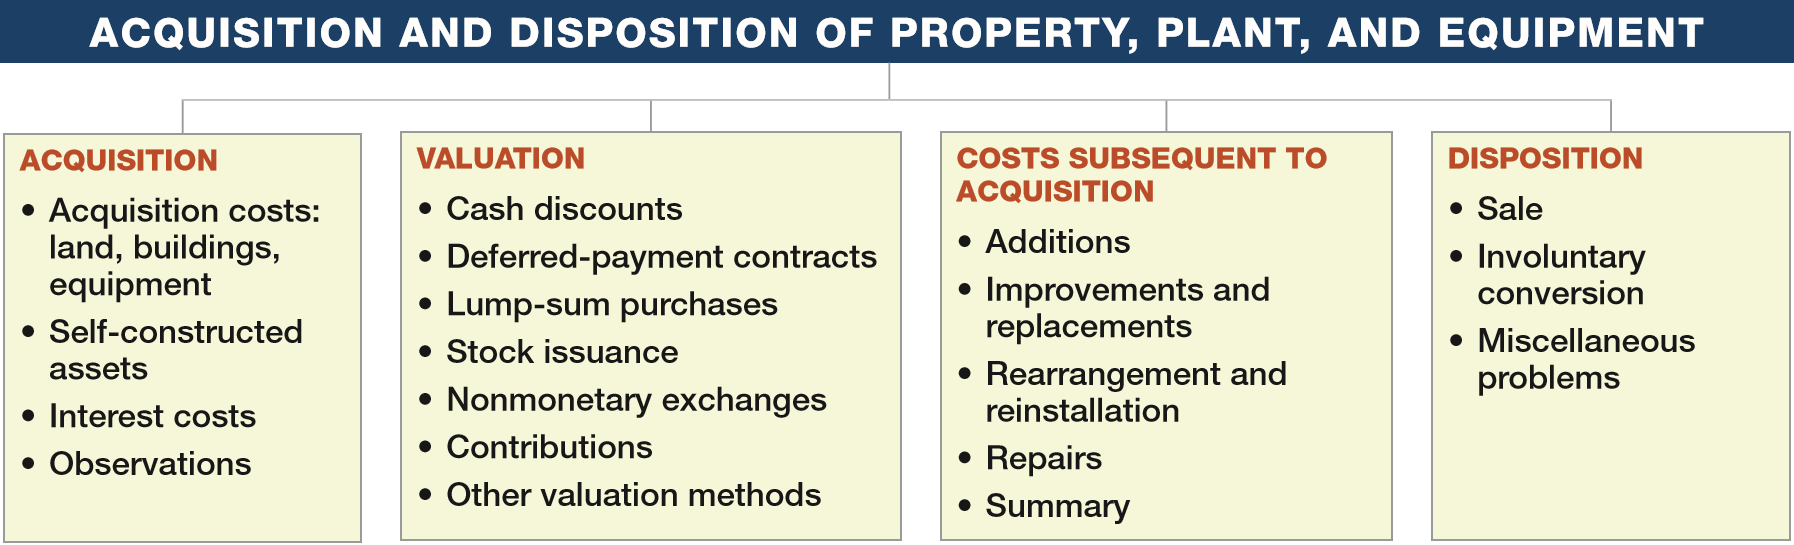 ACQUISITION AND DISPOSITION OF PROPERTY, PLANT, AND EQUIPMENT
ACQUISITION
• Acquisition costs:
land, buildings,
equipment
• Self-constructed
assets
• Interest costs
• Observations
VALUATION
• Cash discounts
• Deferred-payment contracts
• Lump-sum purchases
• Stock issuance
• Nonmonetary exchanges
• Contributions
• Other valuation methods
COSTS SUBSEQUENT TO
ACQUISITION
• Additions
• Improvements and
replacements
• Rearrangement and
reinstallation
• Repairs
• Summary
DISPOSITION
• Sale
• Involuntary
conversion
• Miscellaneous
problems